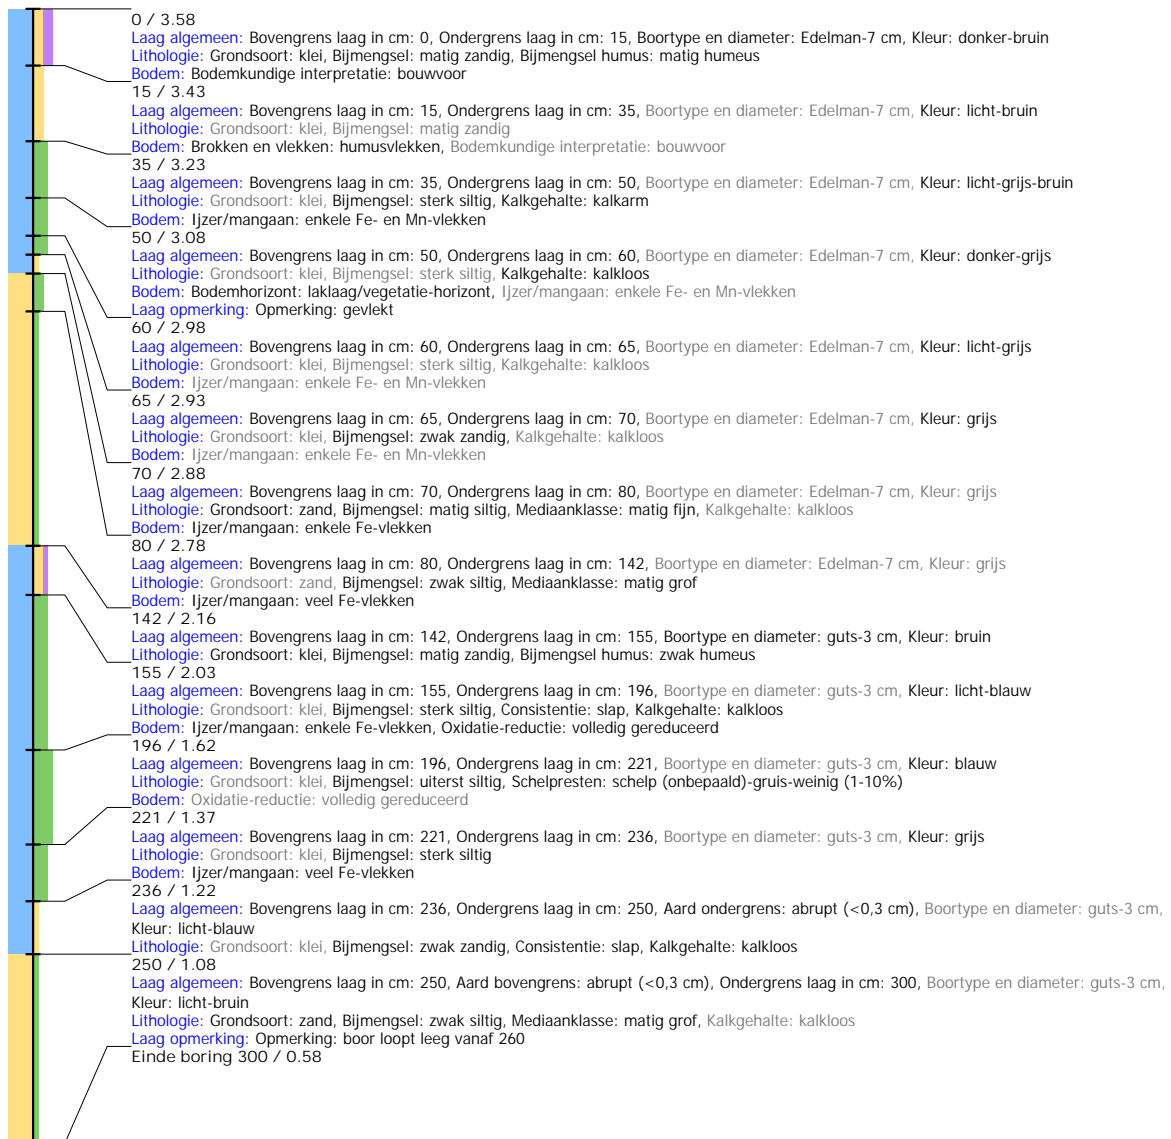 0 / 3.58
Laag algemeen: Bovengrens laag in cm: 0, Ondergrens laag in cm: 15, Boortype en diameter: Edelman-7 cm, Kleur: donker-bruin
Lithologie: Grondsoort: klei, Bijmengsel: matig zandig, Bijmengsel humus: matig humeus
Bodem: Bodemkundige interpretatie: bouwvoor
15 / 3.43
Laag algemeen: Bovengrens laag in cm: 15, Ondergrens laag in cm: 35, Boortype en diameter: Edelman-7 cm, Kleur: licht-bruin
Lithologie: Grondsoort: klei, Bijmengsel: matig zandig
Bodem: Brokken en vlekken: humusvlekken, Bodemkundige interpretatie: bouwvoor
35 / 3.23
Laag algemeen: Bovengrens laag in cm: 35, Ondergrens laag in cm: 50, Boortype en diameter: Edelman-7 cm, Kleur: licht-grijs-bruin
Lithologie: Grondsoort: klei, Bijmengsel: sterk siltig, Kalkgehalte: kalkarm
Bodem: Ijzer/mangaan: enkele Fe- en Mn-vlekken
50 / 3.08
Laag algemeen: Bovengrens laag in cm: 50, Ondergrens laag in cm: 60, Boortype en diameter: Edelman-7 cm, Kleur: donker-grijs
Lithologie: Grondsoort: klei, Bijmengsel: sterk siltig, Kalkgehalte: kalkloos
Bodem: Bodemhorizont: laklaag/vegetatie-horizont, Ijzer/mangaan: enkele Fe- en Mn-vlekken
Laag opmerking: Opmerking: gevlekt
60 / 2.98
Laag algemeen: Bovengrens laag in cm: 60, Ondergrens laag in cm: 65, Boortype en diameter: Edelman-7 cm, Kleur: licht-grijs
Lithologie: Grondsoort: klei, Bijmengsel: sterk siltig, Kalkgehalte: kalkloos
Bodem: Ijzer/mangaan: enkele Fe- en Mn-vlekken
65 / 2.93
Laag algemeen: Bovengrens laag in cm: 65, Ondergrens laag in cm: 70, Boortype en diameter: Edelman-7 cm, Kleur: grijs
Lithologie: Grondsoort: klei, Bijmengsel: zwak zandig, Kalkgehalte: kalkloos
Bodem: Ijzer/mangaan: enkele Fe- en Mn-vlekken
70 / 2.88
Laag algemeen: Bovengrens laag in cm: 70, Ondergrens laag in cm: 80, Boortype en diameter: Edelman-7 cm, Kleur: grijs
Lithologie: Grondsoort: zand, Bijmengsel: matig siltig, Mediaanklasse: matig fijn, Kalkgehalte: kalkloos
Bodem: Ijzer/mangaan: enkele Fe-vlekken
80 / 2.78
Laag algemeen: Bovengrens laag in cm: 80, Ondergrens laag in cm: 142, Boortype en diameter: Edelman-7 cm, Kleur: grijs
Lithologie: Grondsoort: zand, Bijmengsel: zwak siltig, Mediaanklasse: matig grof
Bodem: Ijzer/mangaan: veel Fe-vlekken
142 / 2.16
Laag algemeen: Bovengrens laag in cm: 142, Ondergrens laag in cm: 155, Boortype en diameter: guts-3 cm, Kleur: bruin
Lithologie: Grondsoort: klei, Bijmengsel: matig zandig, Bijmengsel humus: zwak humeus
155 / 2.03
Laag algemeen: Bovengrens laag in cm: 155, Ondergrens laag in cm: 196, Boortype en diameter: guts-3 cm, Kleur: licht-blauw
Lithologie: Grondsoort: klei, Bijmengsel: sterk siltig, Consistentie: slap, Kalkgehalte: kalkloos
Bodem: Ijzer/mangaan: enkele Fe-vlekken, Oxidatie-reductie: volledig gereduceerd
196 / 1.62
Laag algemeen: Bovengrens laag in cm: 196, Ondergrens laag in cm: 221, Boortype en diameter: guts-3 cm, Kleur: blauw
Lithologie: Grondsoort: klei, Bijmengsel: uiterst siltig, Schelpresten: schelp (onbepaald)-gruis-weinig (1-10%)
Bodem: Oxidatie-reductie: volledig gereduceerd
221 / 1.37
Laag algemeen: Bovengrens laag in cm: 221, Ondergrens laag in cm: 236, Boortype en diameter: guts-3 cm, Kleur: grijs
Lithologie: Grondsoort: klei, Bijmengsel: sterk siltig
Bodem: Ijzer/mangaan: veel Fe-vlekken
236 / 1.22
Laag algemeen: Bovengrens laag in cm: 236, Ondergrens laag in cm: 250, Aard ondergrens: abrupt (<0,3 cm), Boortype en diameter: guts-3 cm,
Kleur: licht-blauw
Lithologie: Grondsoort: klei, Bijmengsel: zwak zandig, Consistentie: slap, Kalkgehalte: kalkloos
250 / 1.08
Laag algemeen: Bovengrens laag in cm: 250, Aard bovengrens: abrupt (<0,3 cm), Ondergrens laag in cm: 300, Boortype en diameter: guts-3 cm,
Kleur: licht-bruin
Lithologie: Grondsoort: zand, Bijmengsel: zwak siltig, Mediaanklasse: matig grof, Kalkgehalte: kalkloos
Laag opmerking: Opmerking: boor loopt leeg vanaf 260
Einde boring 300 / 0.58